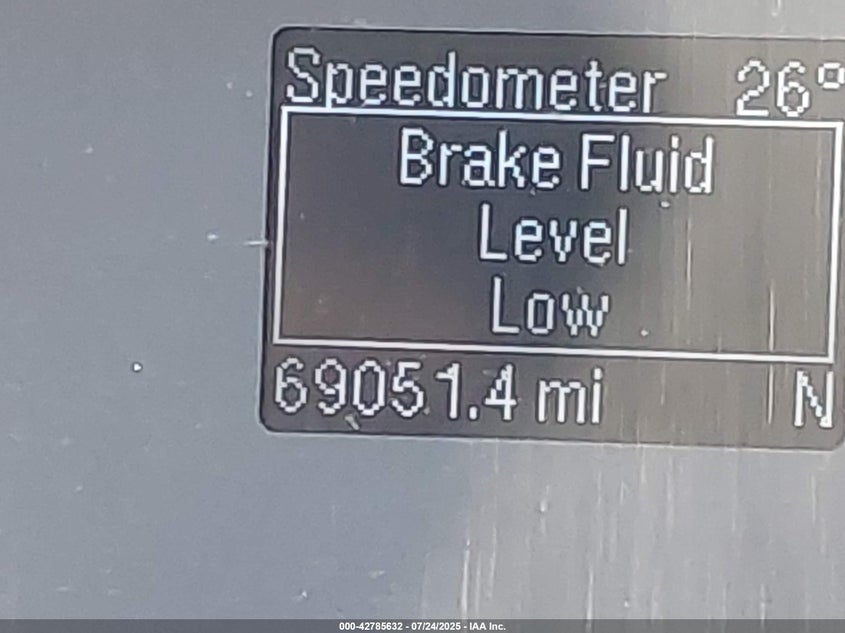 Speedometer 26°
Brake Fluid
Level
Low
69051.4 mi N
000-42785632 - 07/24/2025 - IAA Inc.